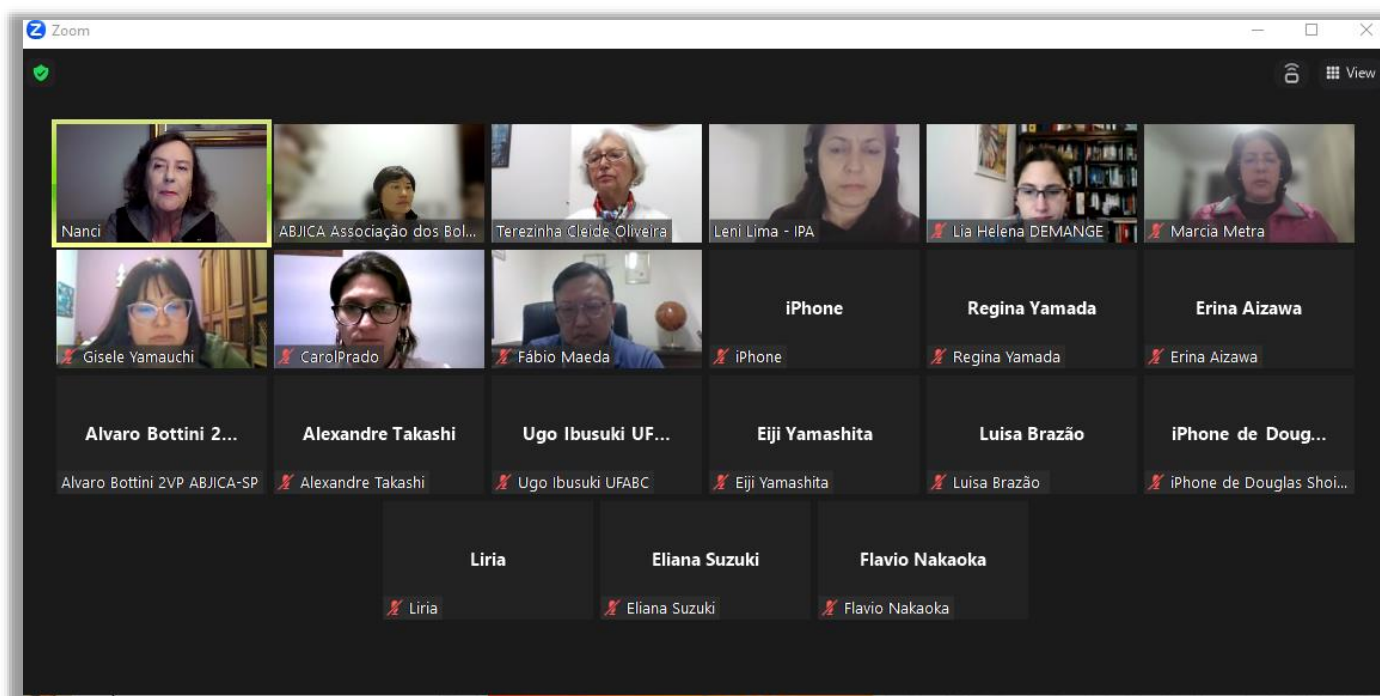 Zoom
View
Nanci
ABJICA Associação dos Bol...
Terezinha Cleide Oliveira
Leni Lima - IPA
Lia Helena DEMANGE
Marcia Metra
Gisele Yamauchi
CarolPrado
Fábio Maeda
iPhone
iPhone
Regina Yamada
Regina Yamada
Erina Aizawa
Erina Aizawa
Alvaro Bottini 2...
Alvaro Bottini 2VP ABJICA-SP
Alexandre Takashi
Alexandre Takashi
Ugo Ibusuki UF...
Ugo Ibusuki UFABC
Eiji Yamashita
Eiji Yamashita
Luisa Brazão
Luisa Brazão
iPhone de Doug...
iPhone de Douglas Shoi...
Liria
Liria
Eliana Suzuki
Eliana Suzuki
Flavio Nakaoka
Flavio Nakaoka